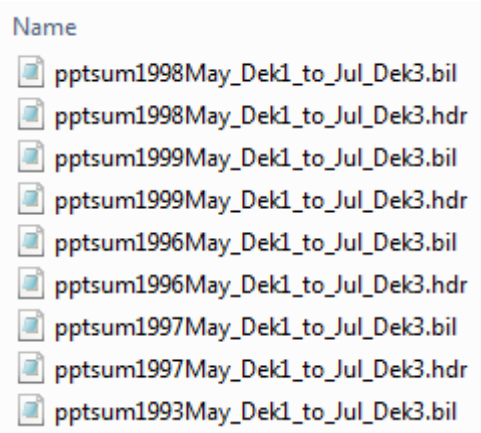 Name
pptsum1998May_Dek1_to_Jul_Dek3.bil
pptsum1998May_Dek1_to_Jul_Dek3.hdr
pptsum1999May_Dek1_to_Jul_Dek3.bil
pptsum1999May_Dek1_to_Jul_Dek3.hdr
pptsum1996May_Dek1_to_Jul_Dek3.bil
pptsum1996May_Dek1_to_Jul_Dek3.hdr
pptsum1997May_Dek1_to_Jul_Dek3.bil
pptsum1997May_Dek1_to_Jul_Dek3.hdr
pptsum1993May_Dek1_to_Jul_Dek3.bil